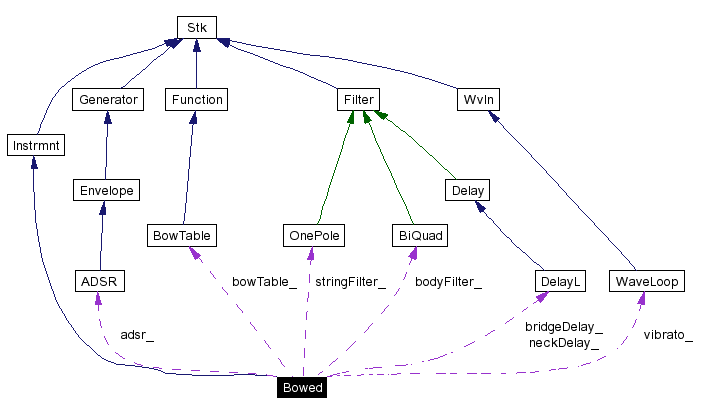 Stk
Generator
Function
Filter
WvIn
Instrmnt
Envelope
Delay
BowTable
OnePole
BiQuad
ADSR
bowTable_
stringFilter_
bodyFilter_
DelayL
WaveLoop
adsr_
bridgeDelay_
neckDelay_
vibrato_
Bowed